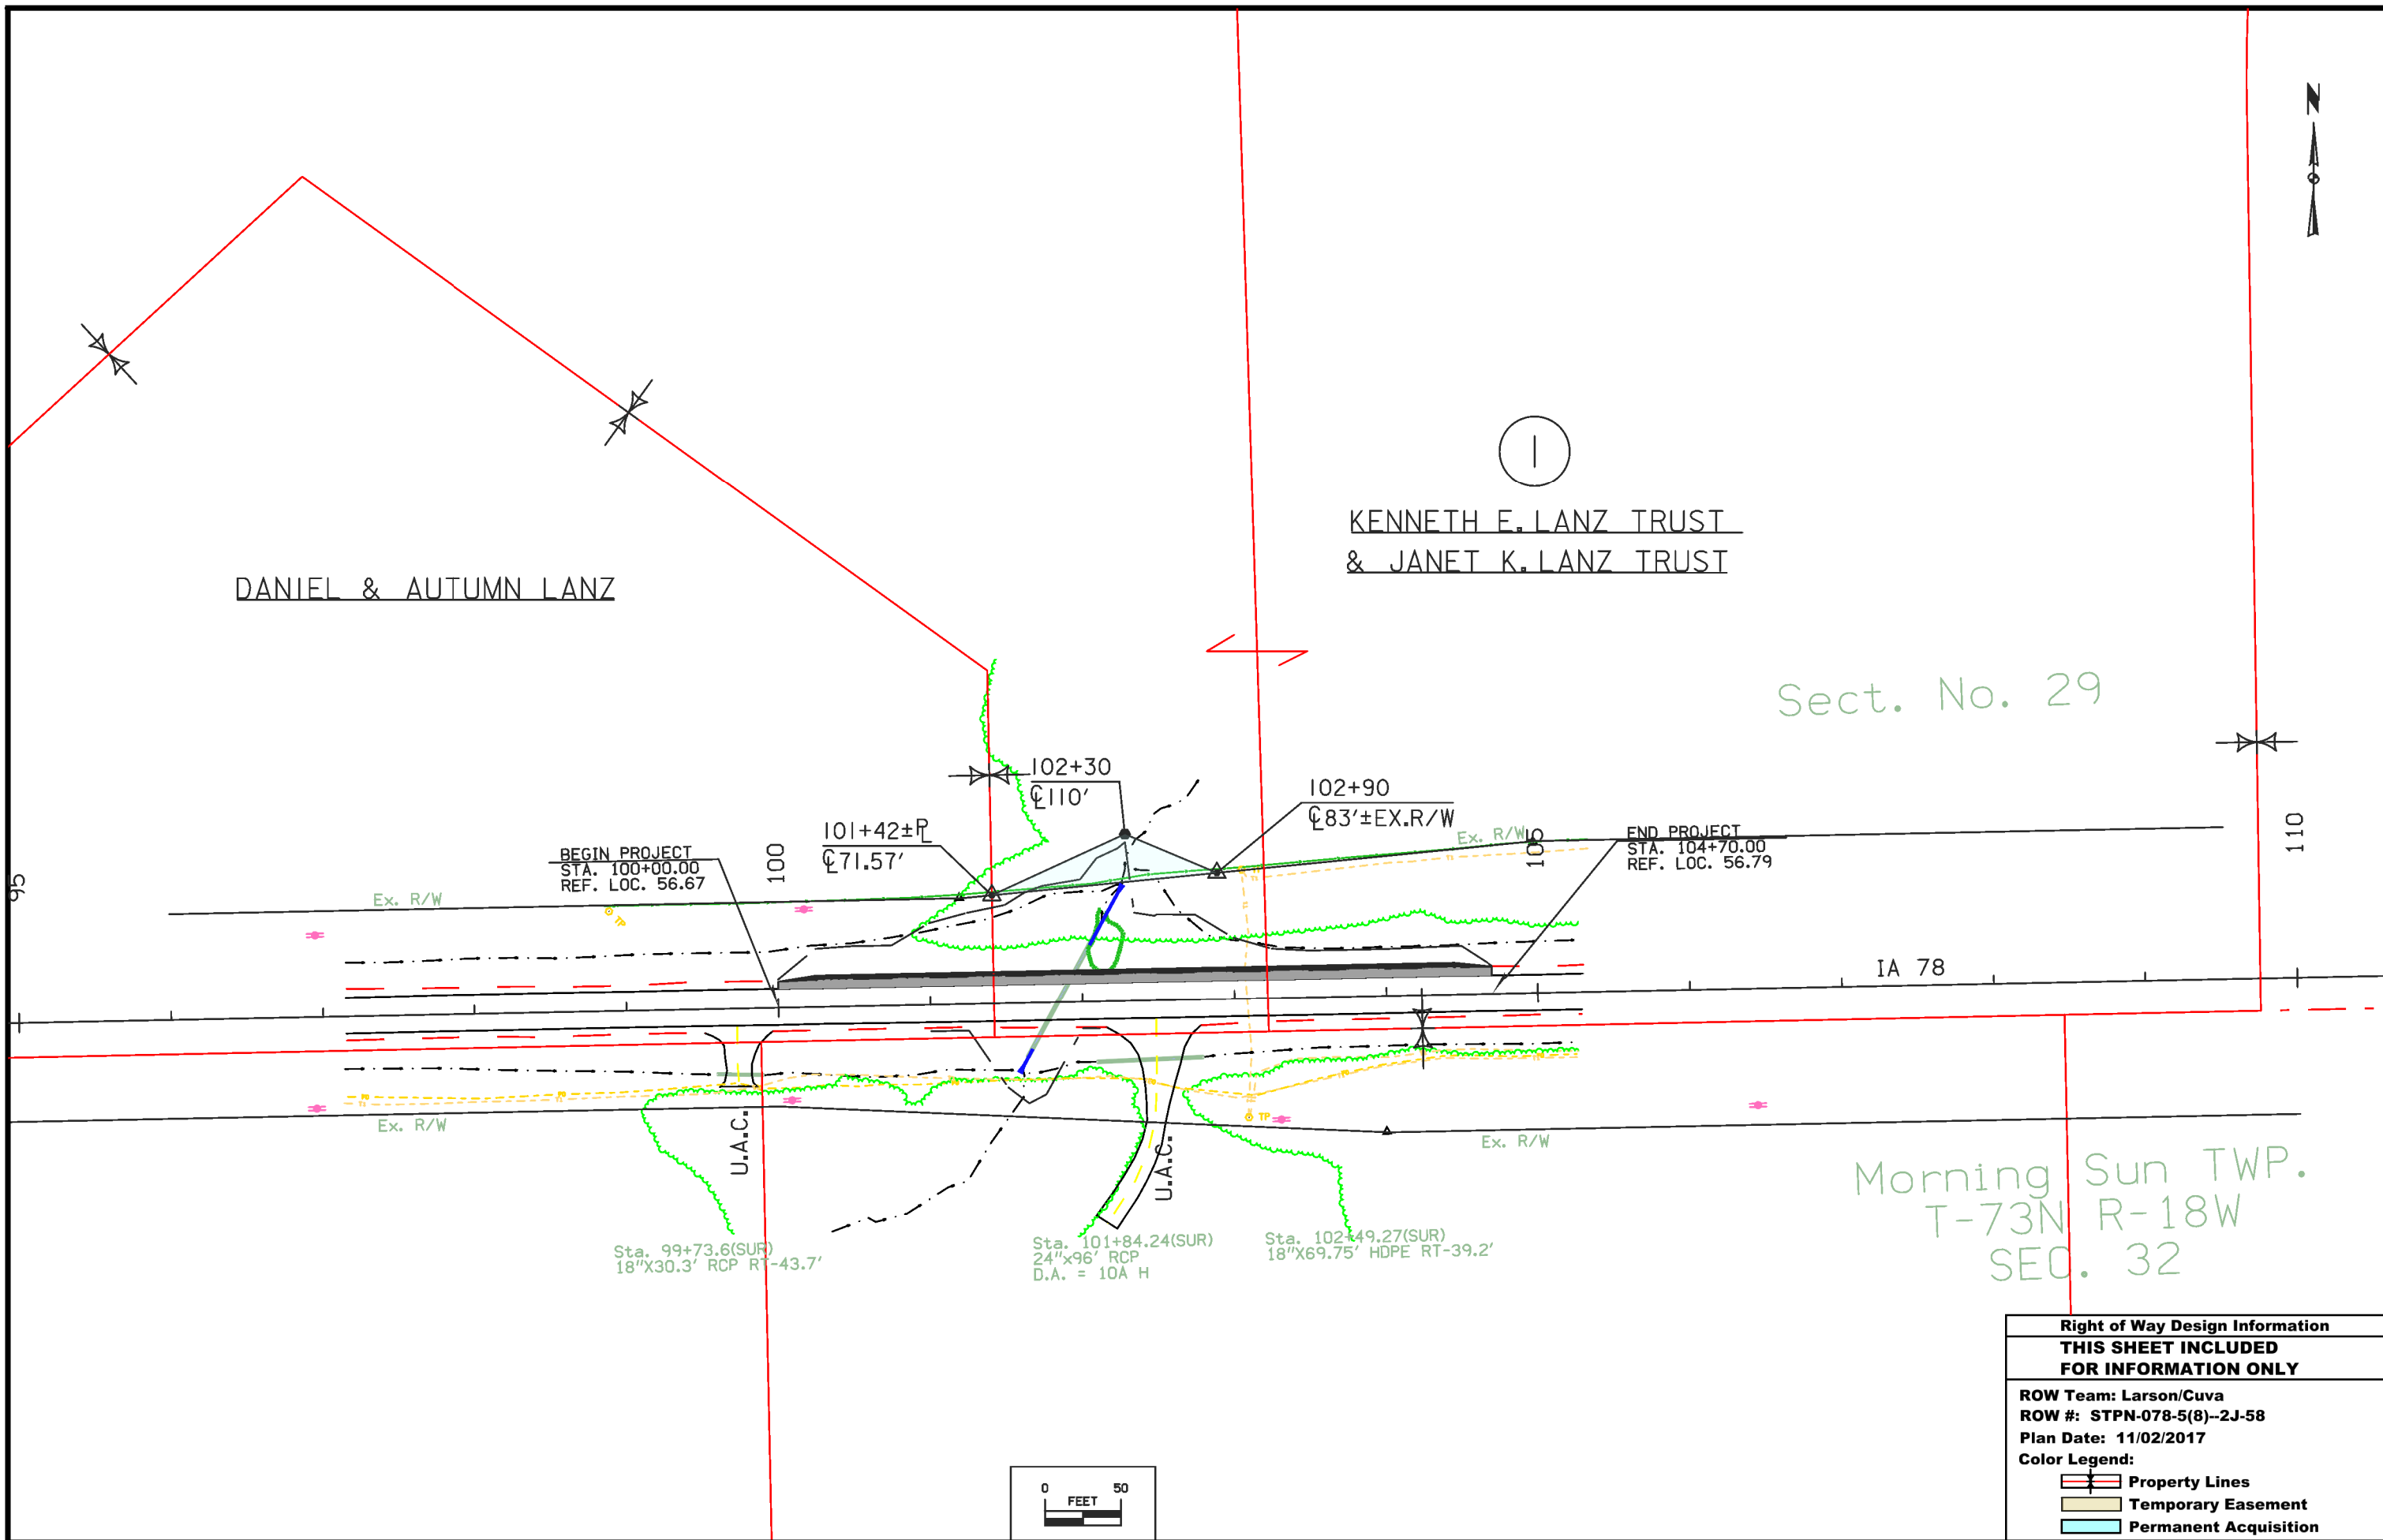 N
1
KENNETH E. LANZ TRUST
& JANET K. LANZ TRUST
DANIEL & AUTUMN LANZ
Sect. No. 29
102+30
℄110'
102+90
℄83'±EX.R/W
101+42±PL
℄71.57'
BEGIN PROJECT
STA. 100+00.00
REF. LOC. 56.67
END PROJECT
STA. 104+70.00
REF. LOC. 56.79
95
100
105
110
Ex. R/W
Ex. R/W
TP
IA 78
Ex. R/W
Ex. R/W
TP
U.A.C.
U.A.C.
Morning Sun TWP.
T-73N R-18W
SEC. 32
Sta. 99+73.6(SUR)
18"X30.3' RCP RT-43.7'
Sta. 101+84.24(SUR)
24"x96' RCP
D.A. = 10A H
Sta. 102+49.27(SUR)
18"X69.75' HDPE RT-39.2'
0 50
FEET
Right of Way Design Information
THIS SHEET INCLUDED
FOR INFORMATION ONLY
ROW Team: Larson/Cuva
ROW #: STPN-078-5(8)--2J-58
Plan Date: 11/02/2017
Color Legend:
Property Lines
Temporary Easement
Permanent Acquisition